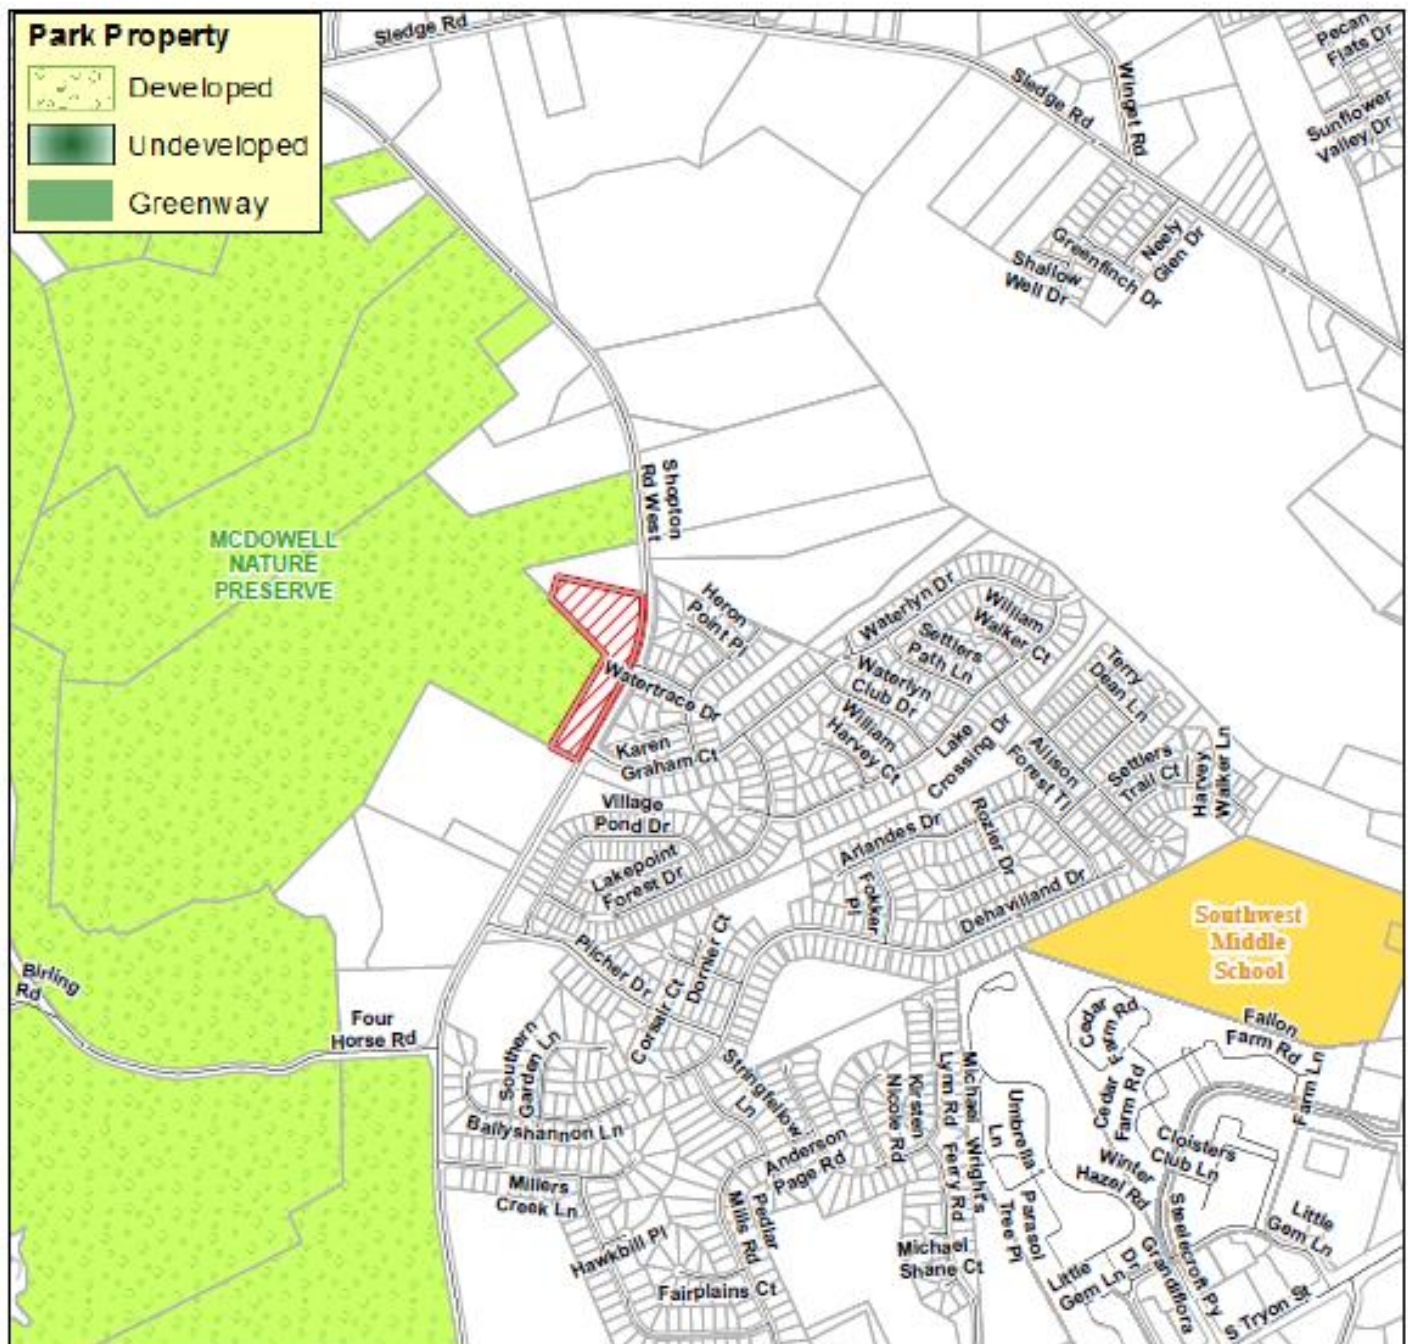 Park Property
Developed
Undeveloped
Greenway
Sledge Rd
Sledge Rd
Winget Rd
Pecan
Flats Dr
Sunflower
Valley Dr
Greenfinch Dr
Neely
Glen Dr
Shallow
Well Dr
Shopton
Rd West
MCDOWELL
NATURE
PRESERVE
Heron
Point Pl
Watertrace Dr
Karen
Graham Ct
Waterlyn Dr
William
Walker Ct
Settlers
Path Ln
Waterlyn
Club Dr
William
Harvey Ct
Lake
Crossing Dr
Terry
Dean Ln
Allison
Forest Tl
Settlers
Trail Ct
Harvey
Walker Ln
Village
Pond Dr
Lakepoint
Forest Dr
Arlandes Dr
Rozier Dr
Fokker
Pl
Dehavilland Dr
Southwest
Middle
School
Pilcher Dr
Corsair Ct
Dornier Ct
Birling
Rd
Four
Horse Rd
Southern
Garden Ln
Ballyshannon Ln
Millers
Creek Ln
Stringfellow
Ln
Anderson
Page Rd
Nicole Rd
Kirsten
Lynn Rd
Michael Wright's
Ferry Rd
Umbrella
Ln
Parasol
Tree Pl
Cedar
Farm Rd
Cedar
Farm Rd
Fallon
Farm Rd
Farm Ln
Cloisters
Club Ln
Winter
Hazel Rd
Steelecroft Py
Grandiflora
Dr
Little
Gem Ln
Little
Gem Ln
S Tryon St
Hawkbill Pl
Pedlar
Mills Rd
Fairplains Ct
Michael
Shane Ct